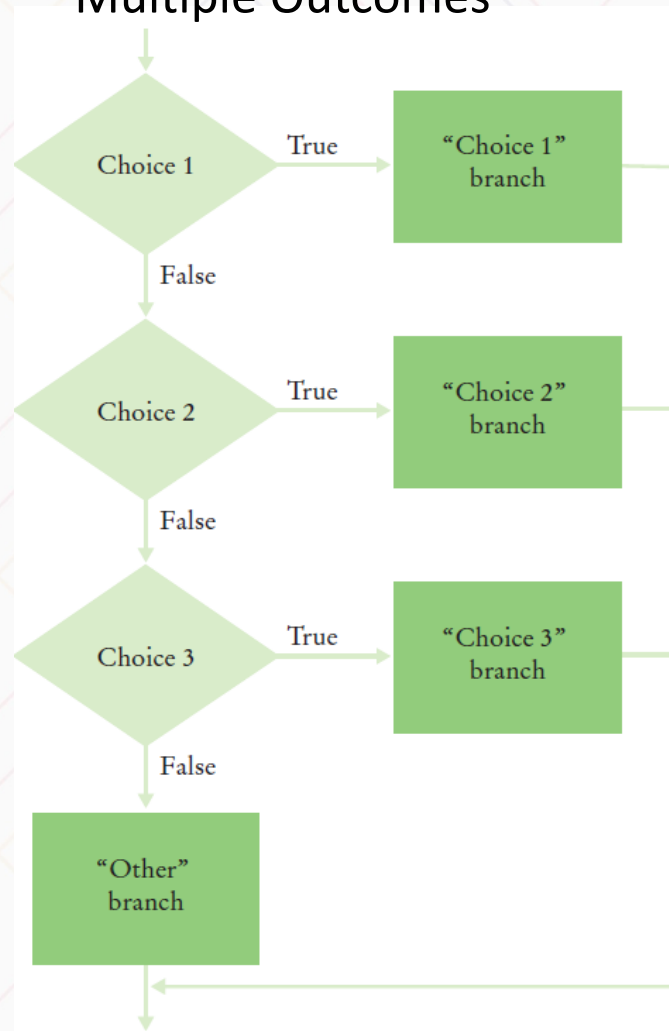 Multiple Outcomes
Choice 1
True
“Choice 1”
branch
False
Choice 2
True
“Choice 2”
branch
False
Choice 3
True
“Choice 3”
branch
False
“Other”
branch